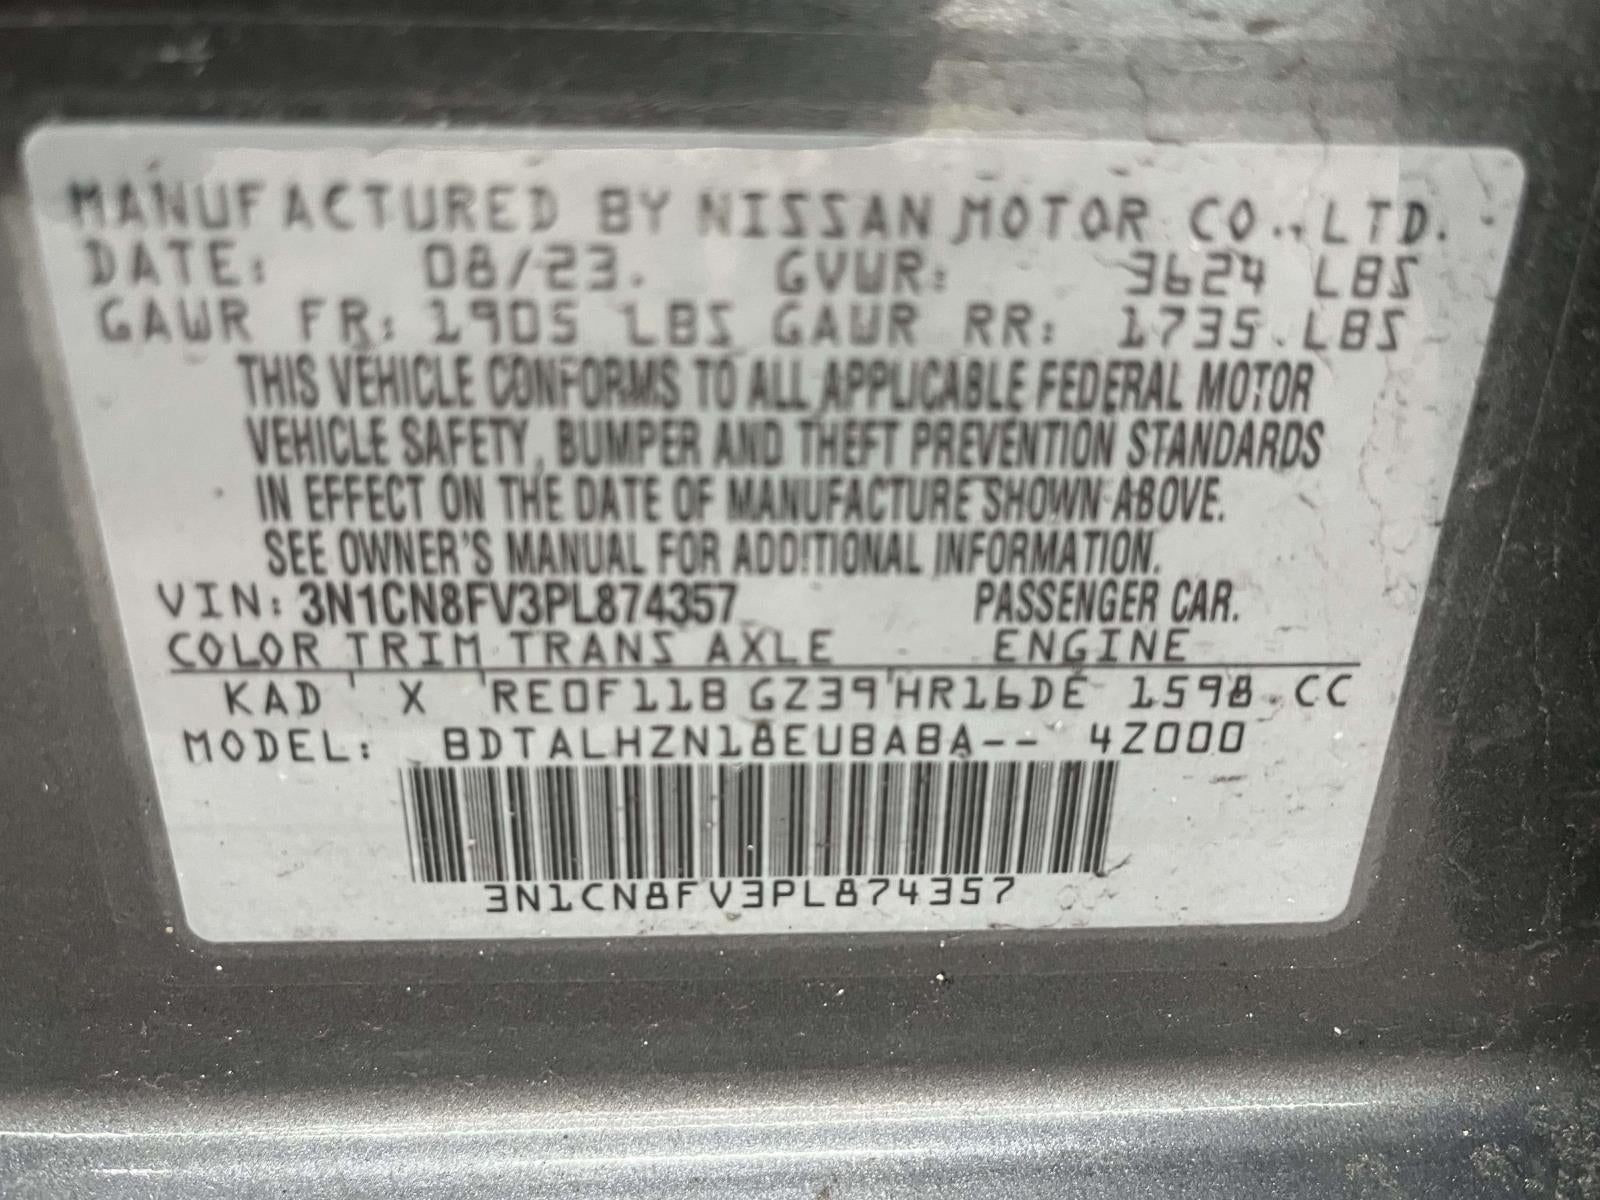 MANUFACTURED BY NISSAN MOTOR CO., LTD.
DATE: 08/23. GVWR: 3624 LBS
GAWR FR: 1905 LBS GAWR RR: 1735 LBS
THIS VEHICLE CONFORMS TO ALL APPLICABLE FEDERAL MOTOR
VEHICLE SAFETY, BUMPER AND THEFT PREVENTION STANDARDS
IN EFFECT ON THE DATE OF MANUFACTURE SHOWN ABOVE.
SEE OWNER'S MANUAL FOR ADDITIONAL INFORMATION.
VIN: 3N1CN8FV3PL874357 PASSENGER CAR.
COLOR TRIM TRANS AXLE ENGINE
KAD X RE0F11B GZ39 HR16DE 1598 CC
MODEL: BDTALHZN18EUBABA-- 4Z000
3N1CN8FV3PL874357